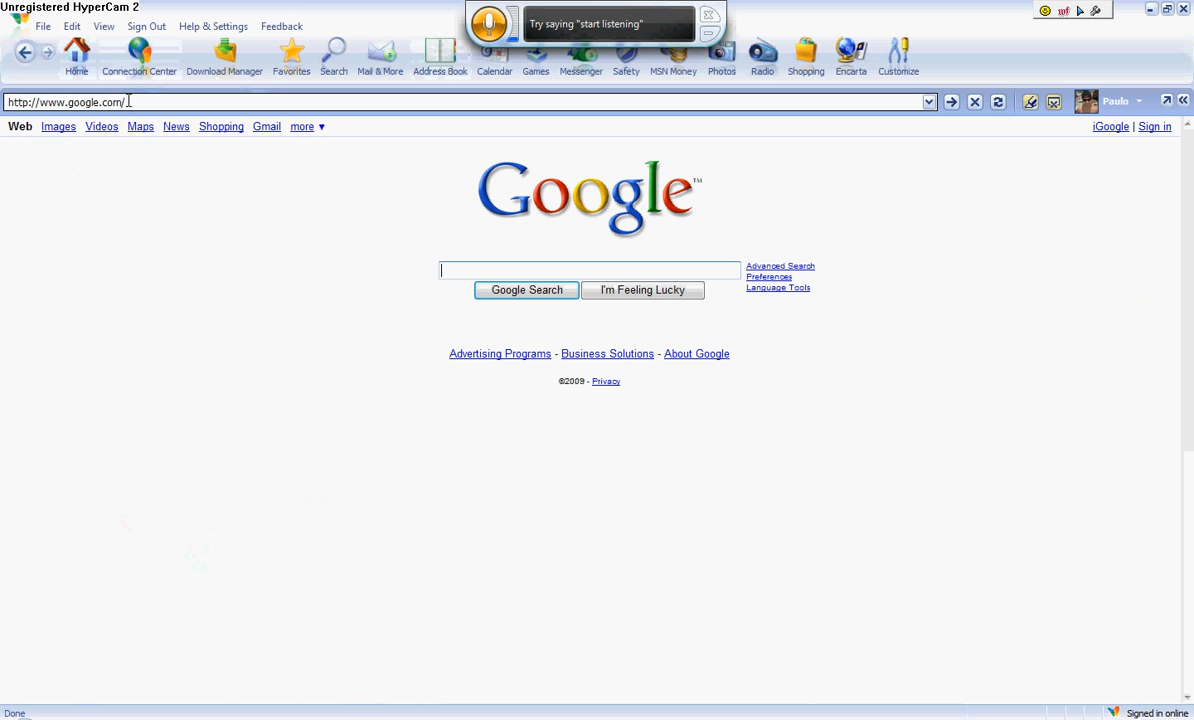 Unregistered HyperCam 2
Try saying "start listening"
File Edit View Sign Out Help & Settings Feedback
Home Connection Center Download Manager Favorites Search Mail & More Address Book Calendar Games Messenger Safety MSN Money Photos Radio Shopping Encarta Customize
http://www.google.com/
Paulo
Web Images Videos Maps News Shopping Gmail more ▼
iGoogle | Sign in
Google™
Advanced Search
Preferences
Language Tools
Google Search I'm Feeling Lucky
Advertising Programs - Business Solutions - About Google
©2009 - Privacy
Done
Signed in online